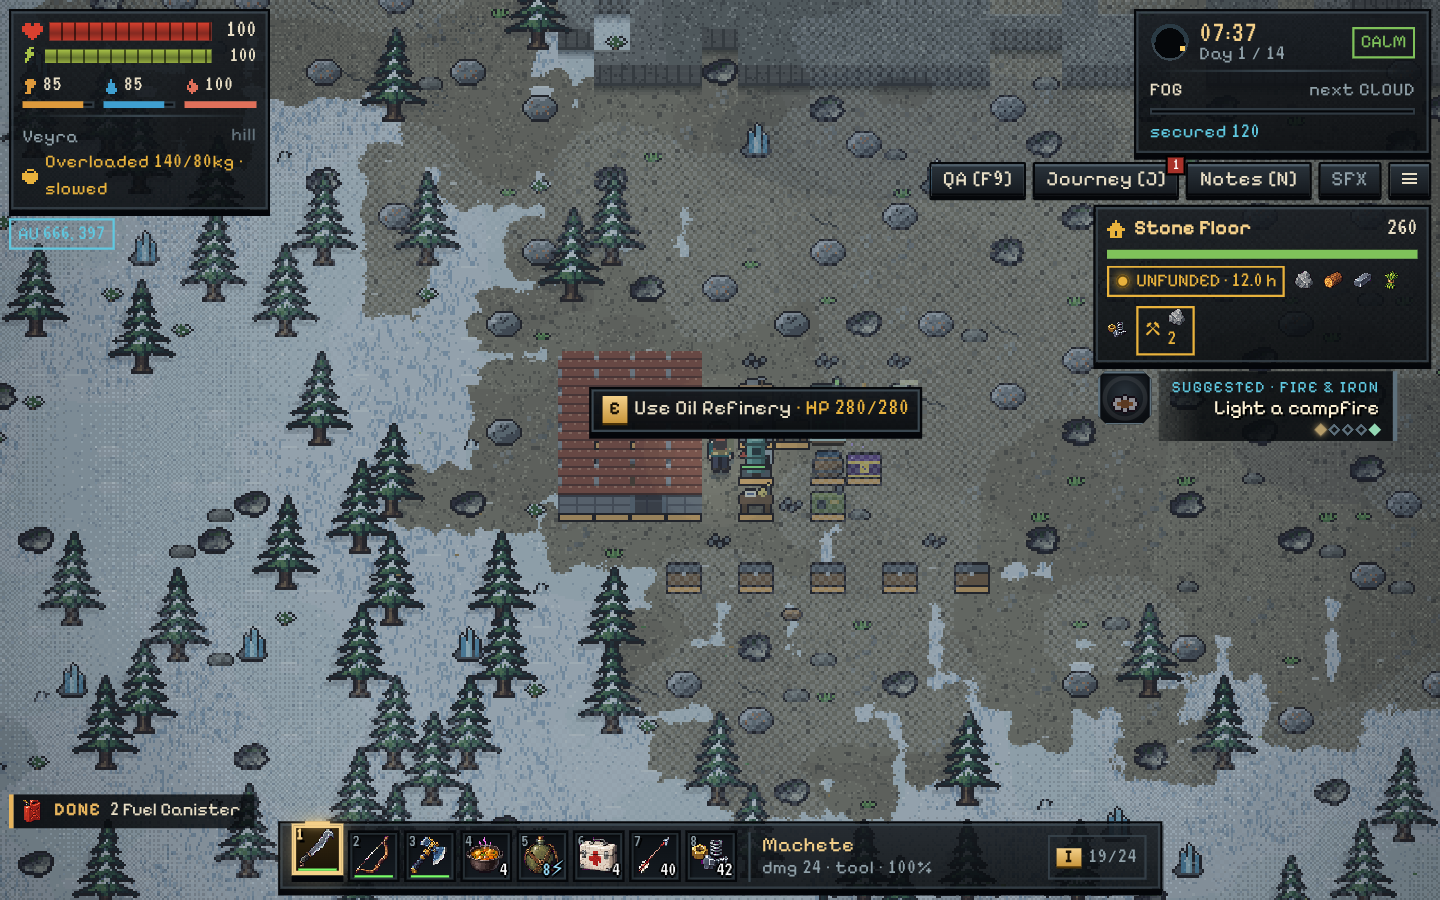 100
100
85 85 100
Veyra hill
Overloaded 140/80kg ·
slowed
AU 666, 397
07:37
Day 1 / 14
CALM
FOG next CLOUD
secured 120
QA (F9)
Journey (J)
1
Notes (N)
SFX
Stone Floor 260
UNFUNDED · 12.0 h
2
SUGGESTED · FIRE & IRON
Light a campfire
E Use Oil Refinery · HP 280/280
DONE 2 Fuel Canister
1
2
3
4 4
5 8
6 4
7 40
8 42
Machete
dmg 24 · tool · 100%
I 19/24